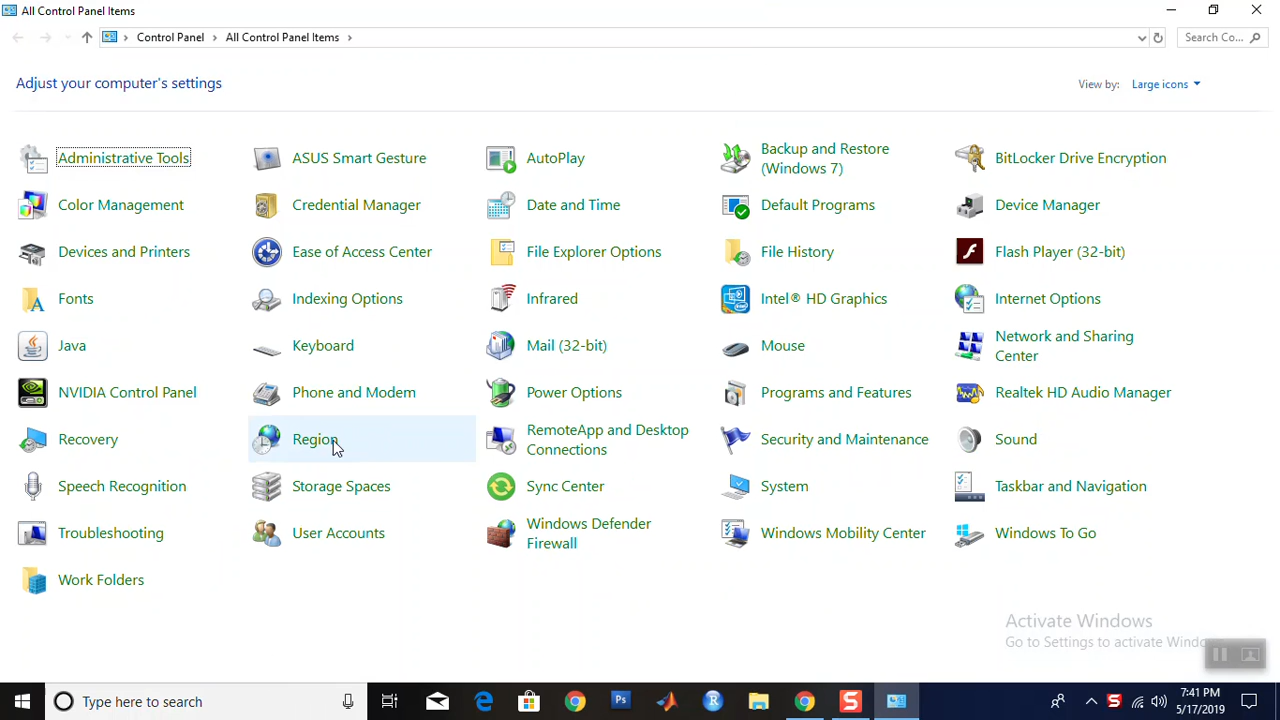 All Control Panel Items
Control Panel > All Control Panel Items >
Search Co...
Adjust your computer's settings
View by: Large icons
Administrative Tools
ASUS Smart Gesture
AutoPlay
Backup and Restore
(Windows 7)
BitLocker Drive Encryption
Color Management
Credential Manager
Date and Time
Default Programs
Device Manager
Devices and Printers
Ease of Access Center
File Explorer Options
File History
Flash Player (32-bit)
Fonts
Indexing Options
Infrared
Intel® HD Graphics
Internet Options
Java
Keyboard
Mail (32-bit)
Mouse
Network and Sharing
Center
NVIDIA Control Panel
Phone and Modem
Power Options
Programs and Features
Realtek HD Audio Manager
Recovery
Region
RemoteApp and Desktop
Connections
Security and Maintenance
Sound
Speech Recognition
Storage Spaces
Sync Center
System
Taskbar and Navigation
Troubleshooting
User Accounts
Windows Defender
Firewall
Windows Mobility Center
Windows To Go
Work Folders
Activate Windows
Go to Settings to activate Windo
Type here to search
7:41 PM
5/17/2019